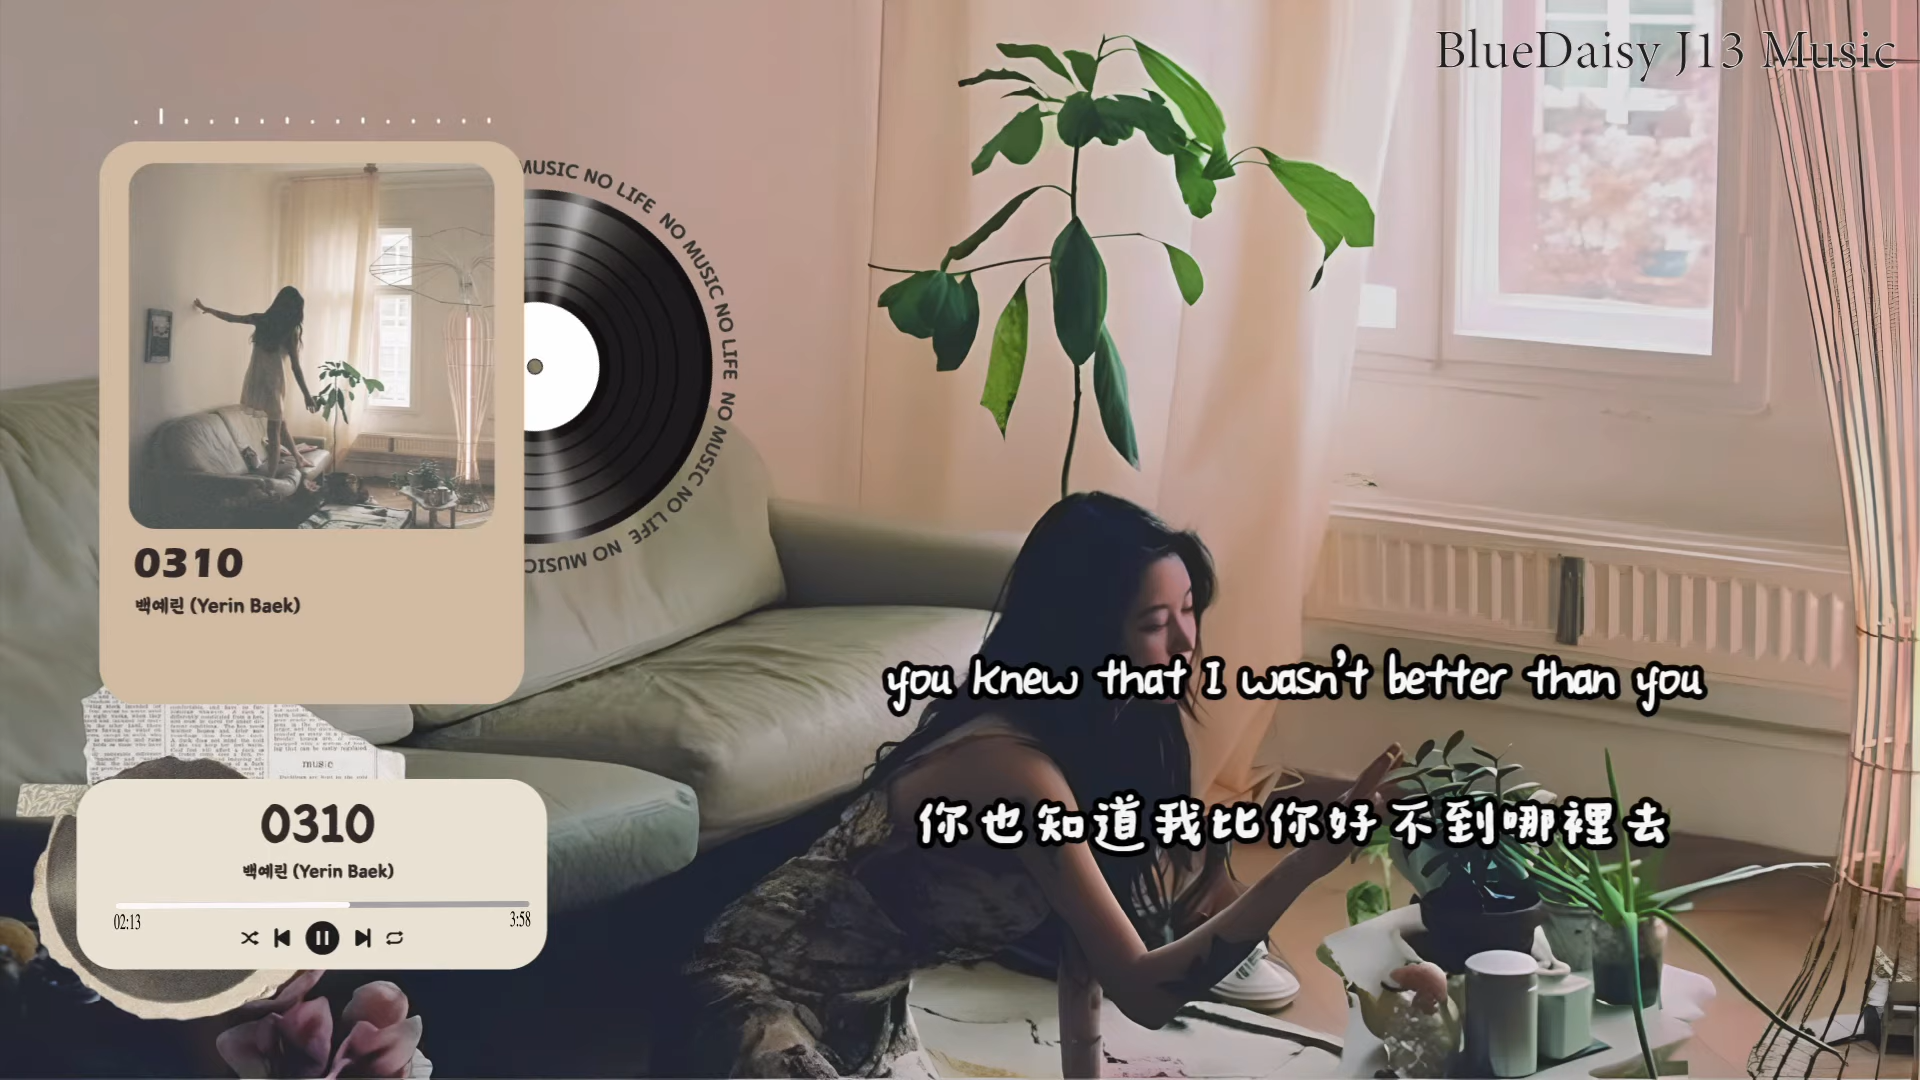 BlueDaisy J13 Music
MUSIC NO LIFE NO MUSIC NO LIFE NO MUSIC NO LIFE NO MUSIC
0310
백예린 (Yerin Baek)
you knew that I wasn't better than you
你也知道我比你好不到哪裡去
music
0310
백예린 (Yerin Baek)
02:13
3:58